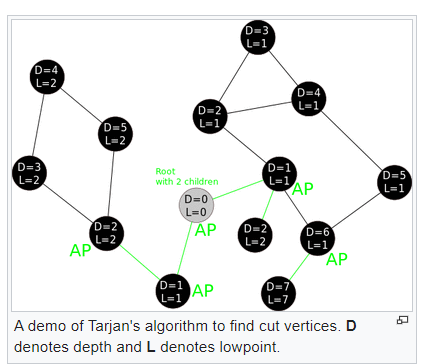 D=3
L=1
D=4
L=2
D=4
L=1
D=2
L=1
D=5
L=2
Root
with 2 children
D=3
L=2
D=1
L=1
AP
D=5
L=1
D=0
L=0
AP
D=2
L=2
AP
D=2
L=2
D=6
L=1
AP
D=1
L=1
AP
D=7
L=7
A demo of Tarjan's algorithm to find cut vertices. D
denotes depth and L denotes lowpoint.